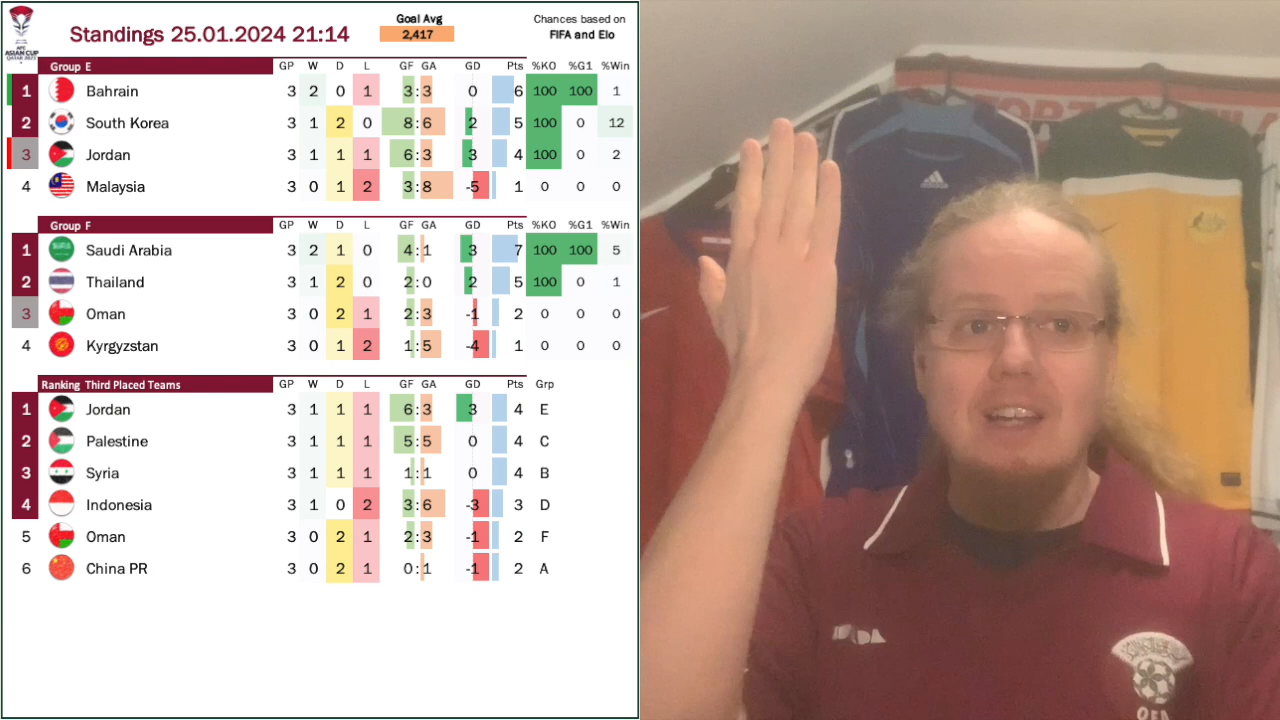 AFC
ASIAN CUP
Standings 25.01.2024 21:14
Goal Avg
2,417
Chances based on
FIFA and Elo
Group E GP W D L GF GA GD Pts %KO %G1 %Win
1 Bahrain 3 2 0 1 3:3 0 6 100 100 1
2 South Korea 3 1 2 0 8:6 2 5 100 0 12
3 Jordan 3 1 1 1 6:3 3 4 100 0 2
4 Malaysia 3 0 1 2 3:8 -5 1 0 0 0
Group F GP W D L GF GA GD Pts %KO %G1 %Win
1 Saudi Arabia 3 2 1 0 4:1 3 7 100 100 5
2 Thailand 3 1 2 0 2:0 2 5 100 0 1
3 Oman 3 0 2 1 2:3 -1 2 0 0 0
4 Kyrgyzstan 3 0 1 2 1:5 -4 1 0 0 0
Ranking Third Placed Teams GP W D L GF GA GD Pts Grp
1 Jordan 3 1 1 1 6:3 3 4 E
2 Palestine 3 1 1 1 5:5 0 4 C
3 Syria 3 1 1 1 1:1 0 4 B
4 Indonesia 3 1 0 2 3:6 -3 3 D
5 Oman 3 0 2 1 2:3 -1 2 F
6 China PR 3 0 2 1 0:1 -1 2 A